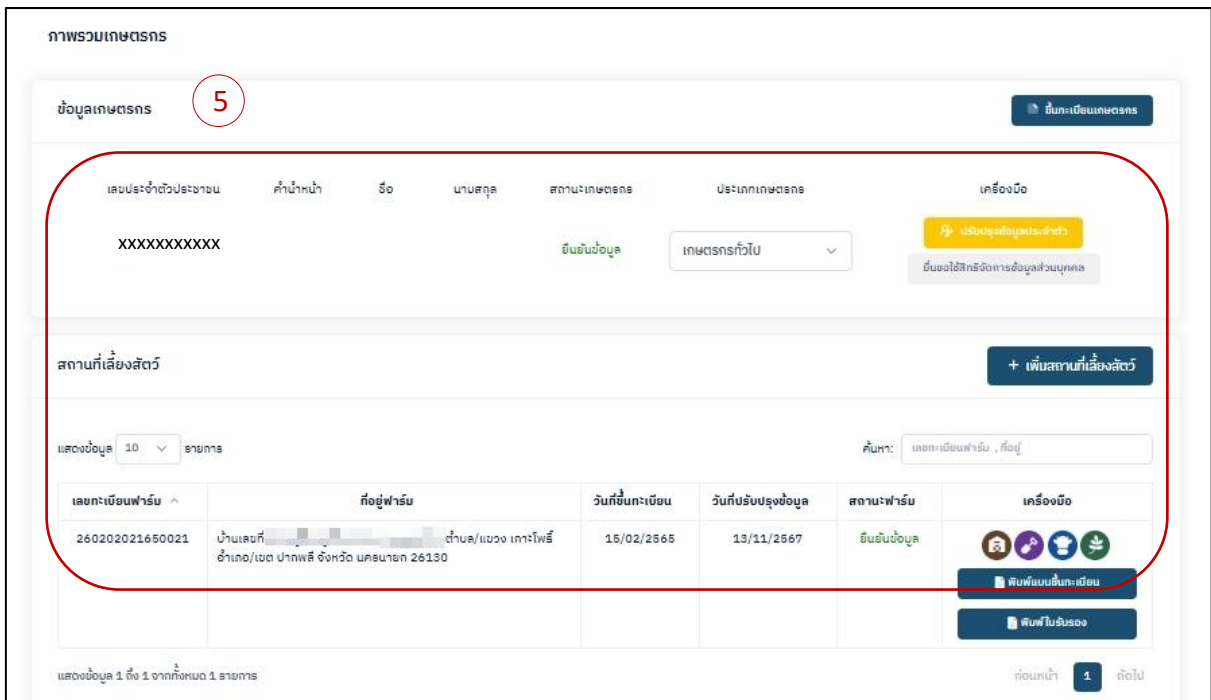 ภาพรวมเกษตรกร
ข้อมูลเกษตรกร 5 ขึ้นทะเบียนเกษตรกร
เลขประจำตัวประชาชน คำนำหน้า ชื่อ นามสกุล สถานะเกษตรกร ประเภทเกษตรกร เครื่องมือ
XXXXXXXXXXX ยืนยันข้อมูล เกษตรกรทั่วไป ปรับปรุงข้อมูลประจำตัว
ยื่นขอใช้สิทธิจัดการข้อมูลส่วนบุคคล
สถานที่เลี้ยงสัตว์ + เพิ่มสถานที่เลี้ยงสัตว์
แสดงข้อมูล 10 รายการ ค้นหา: เลขทะเบียนฟาร์ม , ที่อยู่
เลขทะเบียนฟาร์ม ที่อยู่ฟาร์ม วันที่ขึ้นทะเบียน วันที่ปรับปรุงข้อมูล สถานะฟาร์ม เครื่องมือ
260202021650021 บ้านเลขที่ ตำบล/แขวง เกาะโพธิ์ 15/02/2565 13/11/2567 ยืนยันข้อมูล
อำเภอ/เขต ปากพลี จังหวัด นครนายก 26130
พิมพ์แบบขึ้นทะเบียน
พิมพ์ใบรับรอง
แสดงข้อมูล 1 ถึง 1 จากทั้งหมด 1 รายการ ก่อนหน้า 1 ถัดไป